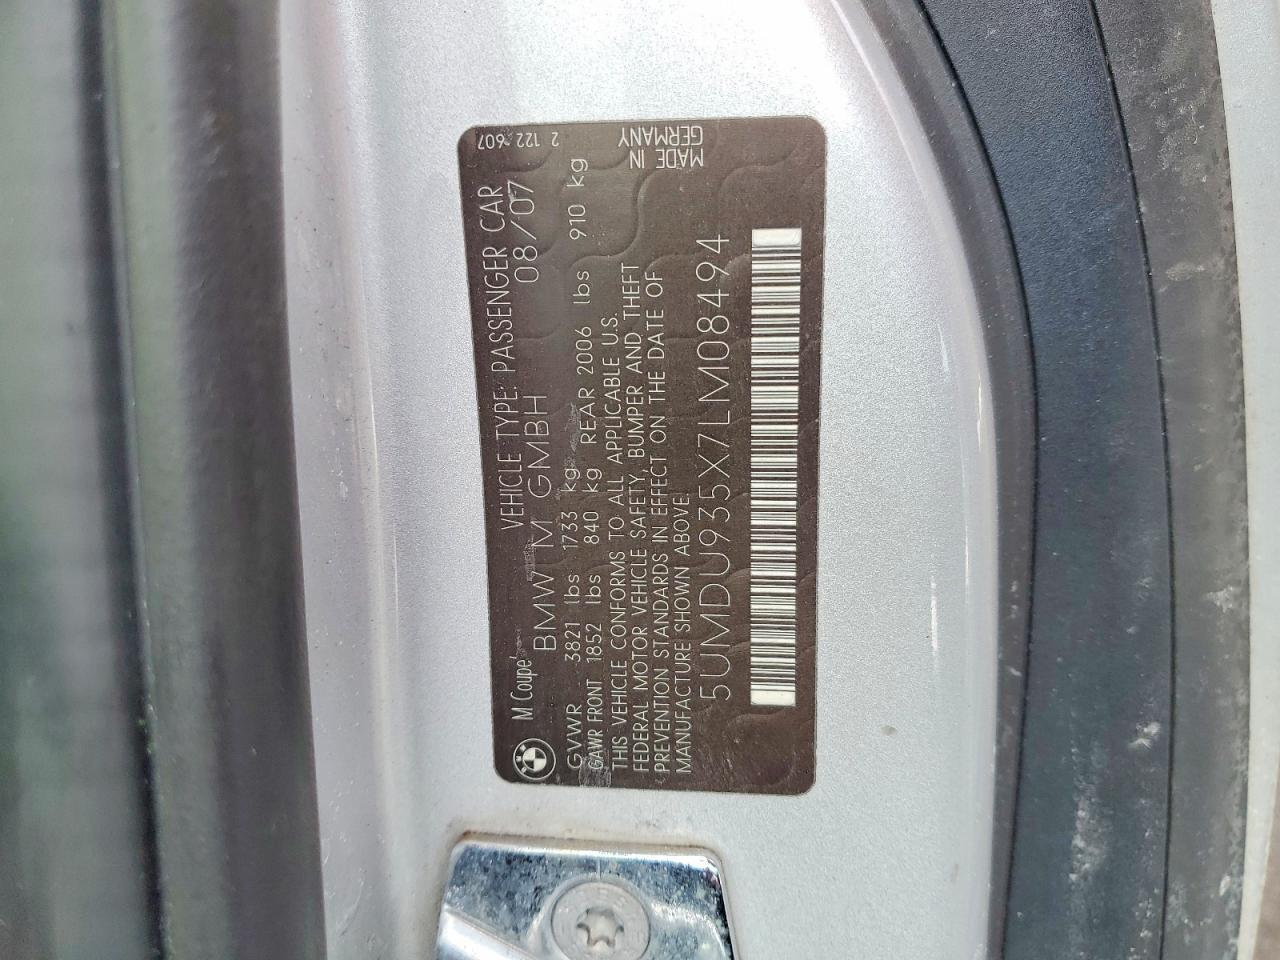 M Coupe' VEHICLE TYPE: PASSENGER CAR
BMW M GMBH 08/07
2 122 607
GVWR 3821 lbs 1733 kg
GAWR FRONT 1852 lbs 840 kg REAR 2006 lbs 910 kg
THIS VEHICLE CONFORMS TO ALL APPLICABLE U.S.
FEDERAL MOTOR VEHICLE SAFETY, BUMPER AND THEFT
PREVENTION STANDARDS IN EFFECT ON THE DATE OF
MANUFACTURE SHOWN ABOVE.
5UMDU935X7LM08494
MADE IN
GERMANY